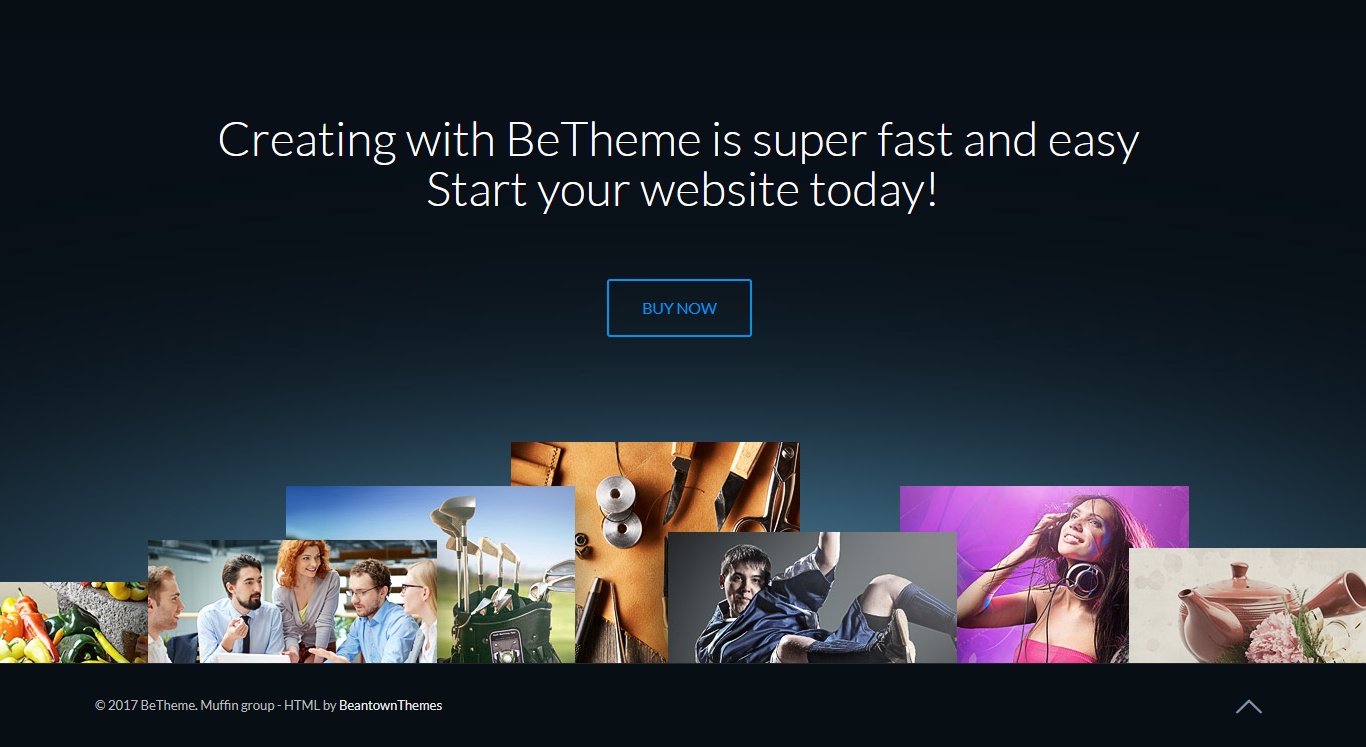 Creating with BeTheme is super fast and easy
Start your website today!
BUY NOW
© 2017 BeTheme. Muffin group - HTML by BeantownThemes